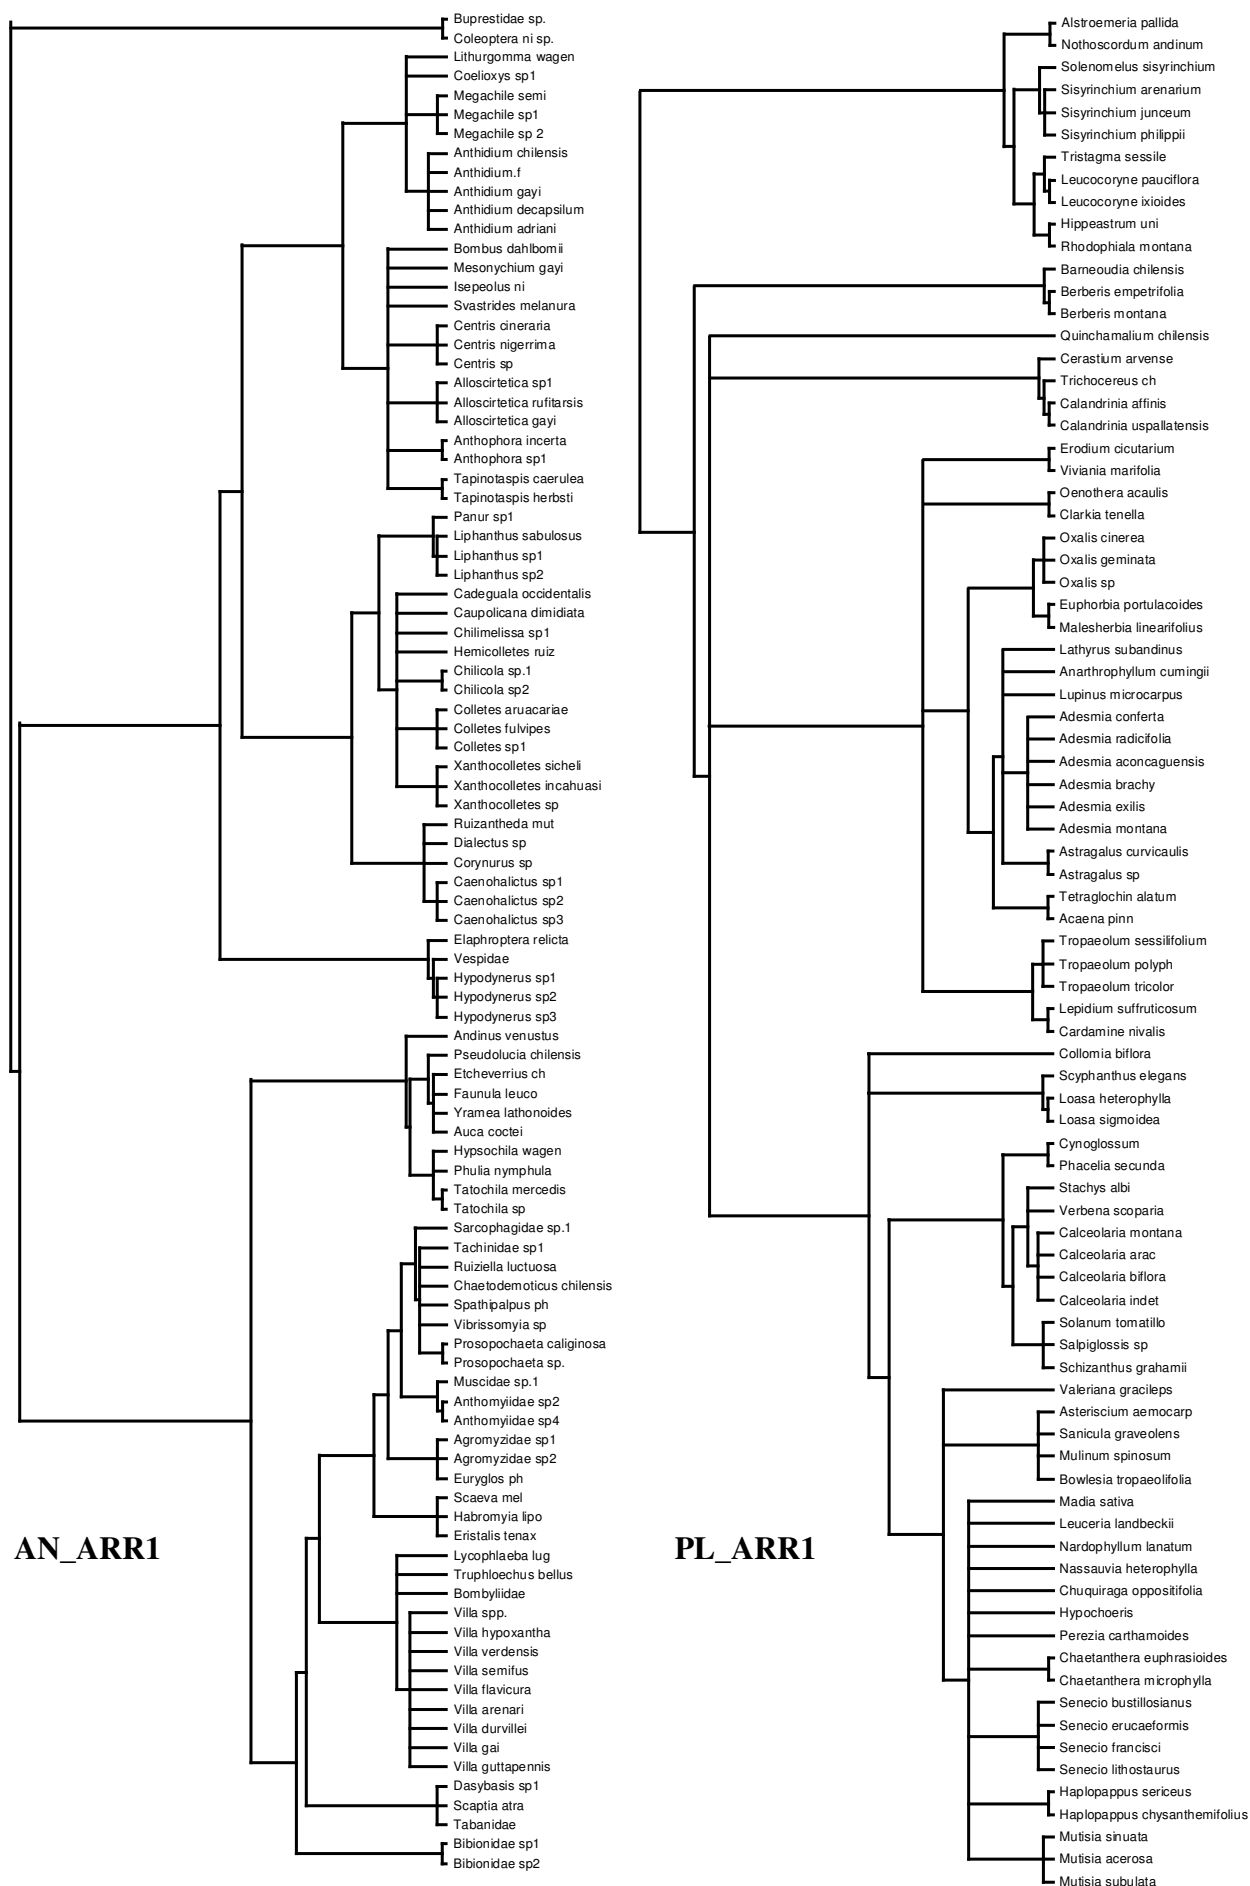 Buprestidae sp.
Coleoptera ni sp.
Lithurgomma wagen
Coelioxys sp1
Megachile semi
Megachile sp1
Megachile sp 2
Anthidium chilensis
Anthidium.f
Anthidium gayi
Anthidium decapsilum
Anthidium adriani
Bombus dahlbomii
Mesonychium gayi
Isepeolus ni
Svastrides melanura
Centris cineraria
Centris nigerrima
Centris sp
Alloscirtetica sp1
Alloscirtetica rufitarsis
Alloscirtetica gayi
Anthophora incerta
Anthophora sp1
Tapinotaspis caerulea
Tapinotaspis herbsti
Panur sp1
Liphanthus sabulosus
Liphanthus sp1
Liphanthus sp2
Cadeguala occidentalis
Caupolicana dimidiata
Chilimelissa sp1
Hemicolletes ruiz
Chilicola sp.1
Chilicola sp2
Colletes aruacariae
Colletes fulvipes
Colletes sp1
Xanthocolletes sicheli
Xanthocolletes incahuasi
Xanthocolletes sp
Ruizantheda mut
Dialectus sp
Corynurus sp
Caenohalictus sp1
Caenohalictus sp2
Caenohalictus sp3
Elaphroptera relicta
Vespidae
Hypodynerus sp1
Hypodynerus sp2
Hypodynerus sp3
Andinus venustus
Pseudolucia chilensis
Etcheverrius ch
Faunula leuco
Yramea lathonoides
Auca coctei
Hypsochila wagen
Phulia nymphula
Tatochila mercedis
Tatochila sp
Sarcophagidae sp.1
Tachinidae sp1
Ruiziella luctuosa
Chaetodemoticus chilensis
Spathipalpus ph
Vibrissomyia sp
Prosopochaeta caliginosa
Prosopochaeta sp.
Muscidae sp.1
Anthomyiidae sp2
Anthomyiidae sp4
Agromyzidae sp1
Agromyzidae sp2
Euryglos ph
Scaeva mel
Habromyia lipo
Eristalis tenax
Lycophlaeba lug
Truphloechus bellus
Bombyliidae
Villa spp.
Villa hypoxantha
Villa verdensis
Villa semifus
Villa flavicura
Villa arenari
Villa durvillei
Villa gai
Villa guttapennis
Dasybasis sp1
Scaptia atra
Tabanidae
Bibionidae sp1
Bibionidae sp2
AN_ARR1
Alstroemeria pallida
Nothoscordum andinum
Solenomelus sisyrinchium
Sisyrinchium arenarium
Sisyrinchium junceum
Sisyrinchium philippii
Tristagma sessile
Leucocoryne pauciflora
Leucocoryne ixioides
Hippeastrum uni
Rhodophiala montana
Barneoudia chilensis
Berberis empetrifolia
Berberis montana
Quinchamalium chilensis
Cerastium arvense
Trichocereus ch
Calandrinia affinis
Calandrinia uspallatensis
Erodium cicutarium
Viviania marifolia
Oenothera acaulis
Clarkia tenella
Oxalis cinerea
Oxalis geminata
Oxalis sp
Euphorbia portulacoides
Malesherbia linearifolius
Lathyrus subandinus
Anarthrophyllum cumingii
Lupinus microcarpus
Adesmia conferta
Adesmia radicifolia
Adesmia aconcaguensis
Adesmia brachy
Adesmia exilis
Adesmia montana
Astragalus curvicaulis
Astragalus sp
Tetraglochin alatum
Acaena pinn
Tropaeolum sessilifolium
Tropaeolum polyph
Tropaeolum tricolor
Lepidium suffruticosum
Cardamine nivalis
Collomia biflora
Scyphanthus elegans
Loasa heterophylla
Loasa sigmoidea
Cynoglossum
Phacelia secunda
Stachys albi
Verbena scoparia
Calceolaria montana
Calceolaria arac
Calceolaria biflora
Calceolaria indet
Solanum tomatillo
Salpiglossis sp
Schizanthus grahamii
Valeriana gracileps
Asteriscium aemocarp
Sanicula graveolens
Mulinum spinosum
Bowlesia tropaeolifolia
Madia sativa
Leuceria landbeckii
Nardophyllum lanatum
Nassauvia heterophylla
Chuquiraga oppositifolia
Hypochoeris
Perezia carthamoides
Chaetanthera euphrasioides
Chaetanthera microphylla
Senecio bustillosianus
Senecio erucaeformis
Senecio francisci
Senecio lithostaurus
Haplopappus sericeus
Haplopappus chysanthemifolius
Mutisia sinuata
Mutisia acerosa
Mutisia subulata
PL_ARR1